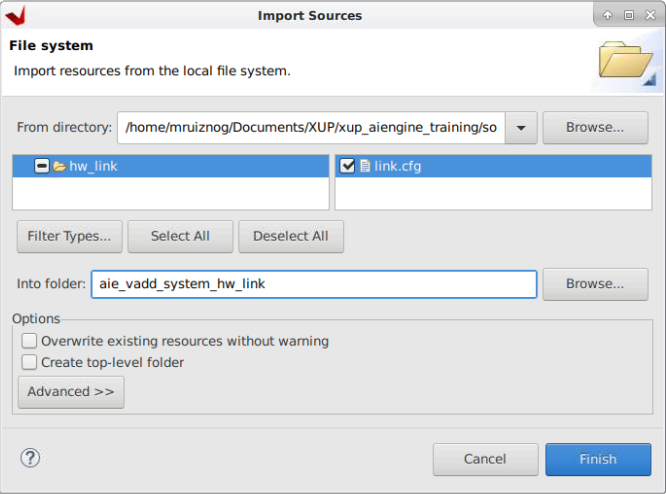 Import Sources
File system
Import resources from the local file system.
From directory: /home/mruiznog/Documents/XUP/xup_aiengine_training/so Browse...
hw_link link.cfg
Filter Types... Select All Deselect All
Into folder: aie_vadd_system_hw_link Browse...
Options
Overwrite existing resources without warning
Create top-level folder
Advanced >>
? Cancel Finish